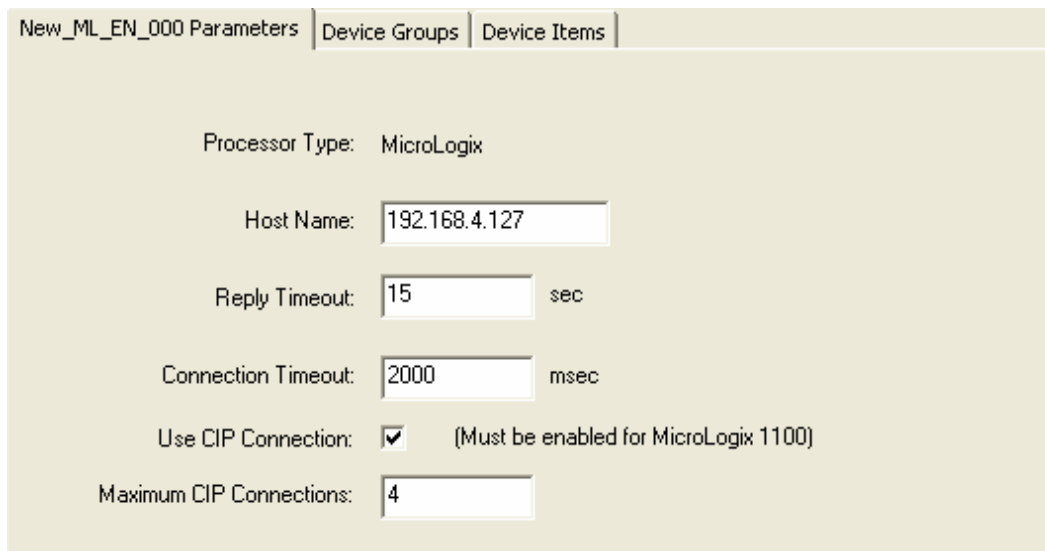 New_ML_EN_000 Parameters Device Groups Device Items
Processor Type: MicroLogix
Host Name: 192.168.4.127
Reply Timeout: 15 sec
Connection Timeout: 2000 msec
Use CIP Connection: (Must be enabled for MicroLogix 1100)
Maximum CIP Connections: 4